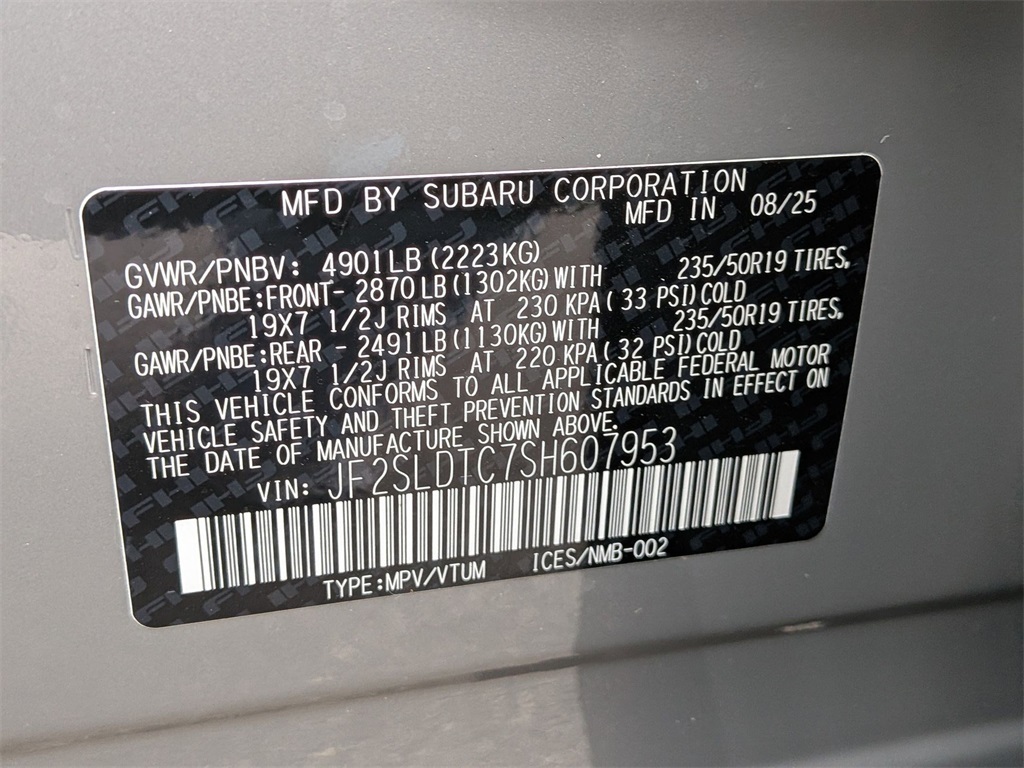 MFD BY SUBARU CORPORATION
MFD IN 08/25
GVWR/PNBV: 4901LB(2223KG)
GAWR/PNBE:FRONT- 2870LB(1302KG)WITH 235/50R19 TIRES,
19X7 1/2J RIMS AT 230 KPA(33 PSI)COLD
GAWR/PNBE:REAR - 2491LB(1130KG)WITH 235/50R19 TIRES,
19X7 1/2J RIMS AT 220 KPA(32 PSI)COLD
THIS VEHICLE CONFORMS TO ALL APPLICABLE FEDERAL MOTOR
VEHICLE SAFETY AND THEFT PREVENTION STANDARDS IN EFFECT ON
THE DATE OF MANUFACTURE SHOWN ABOVE.
VIN: JF2SLDTC7SH607953
TYPE:MPV/VTUM ICES/NMB-002